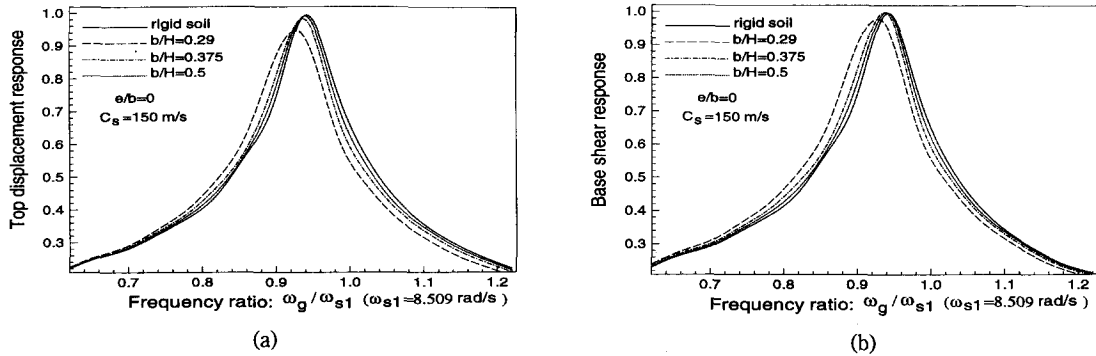 Top displacement response
1.0
0.9
0.8
0.7
0.6
0.5
0.4
0.3
rigid soil
b/H=0.29
b/H=0.375
b/H=0.5
e/b=0
Cs=150 m/s
0.7 0.8 0.9 1.0 1.1 1.2
Frequency ratio: ωg/ωs1 (ωs1=8.509 rad/s)
(a)
Base shear response
1.0
0.9
0.8
0.7
0.6
0.5
0.4
0.3
rigid soil
b/H=0.29
b/H=0.375
b/H=0.5
e/b=0
Cs=150 m/s
0.7 0.8 0.9 1.0 1.1 1.2
Frequency ratio: ωg/ωs1 (ωs1=8.509 rad/s)
(b)